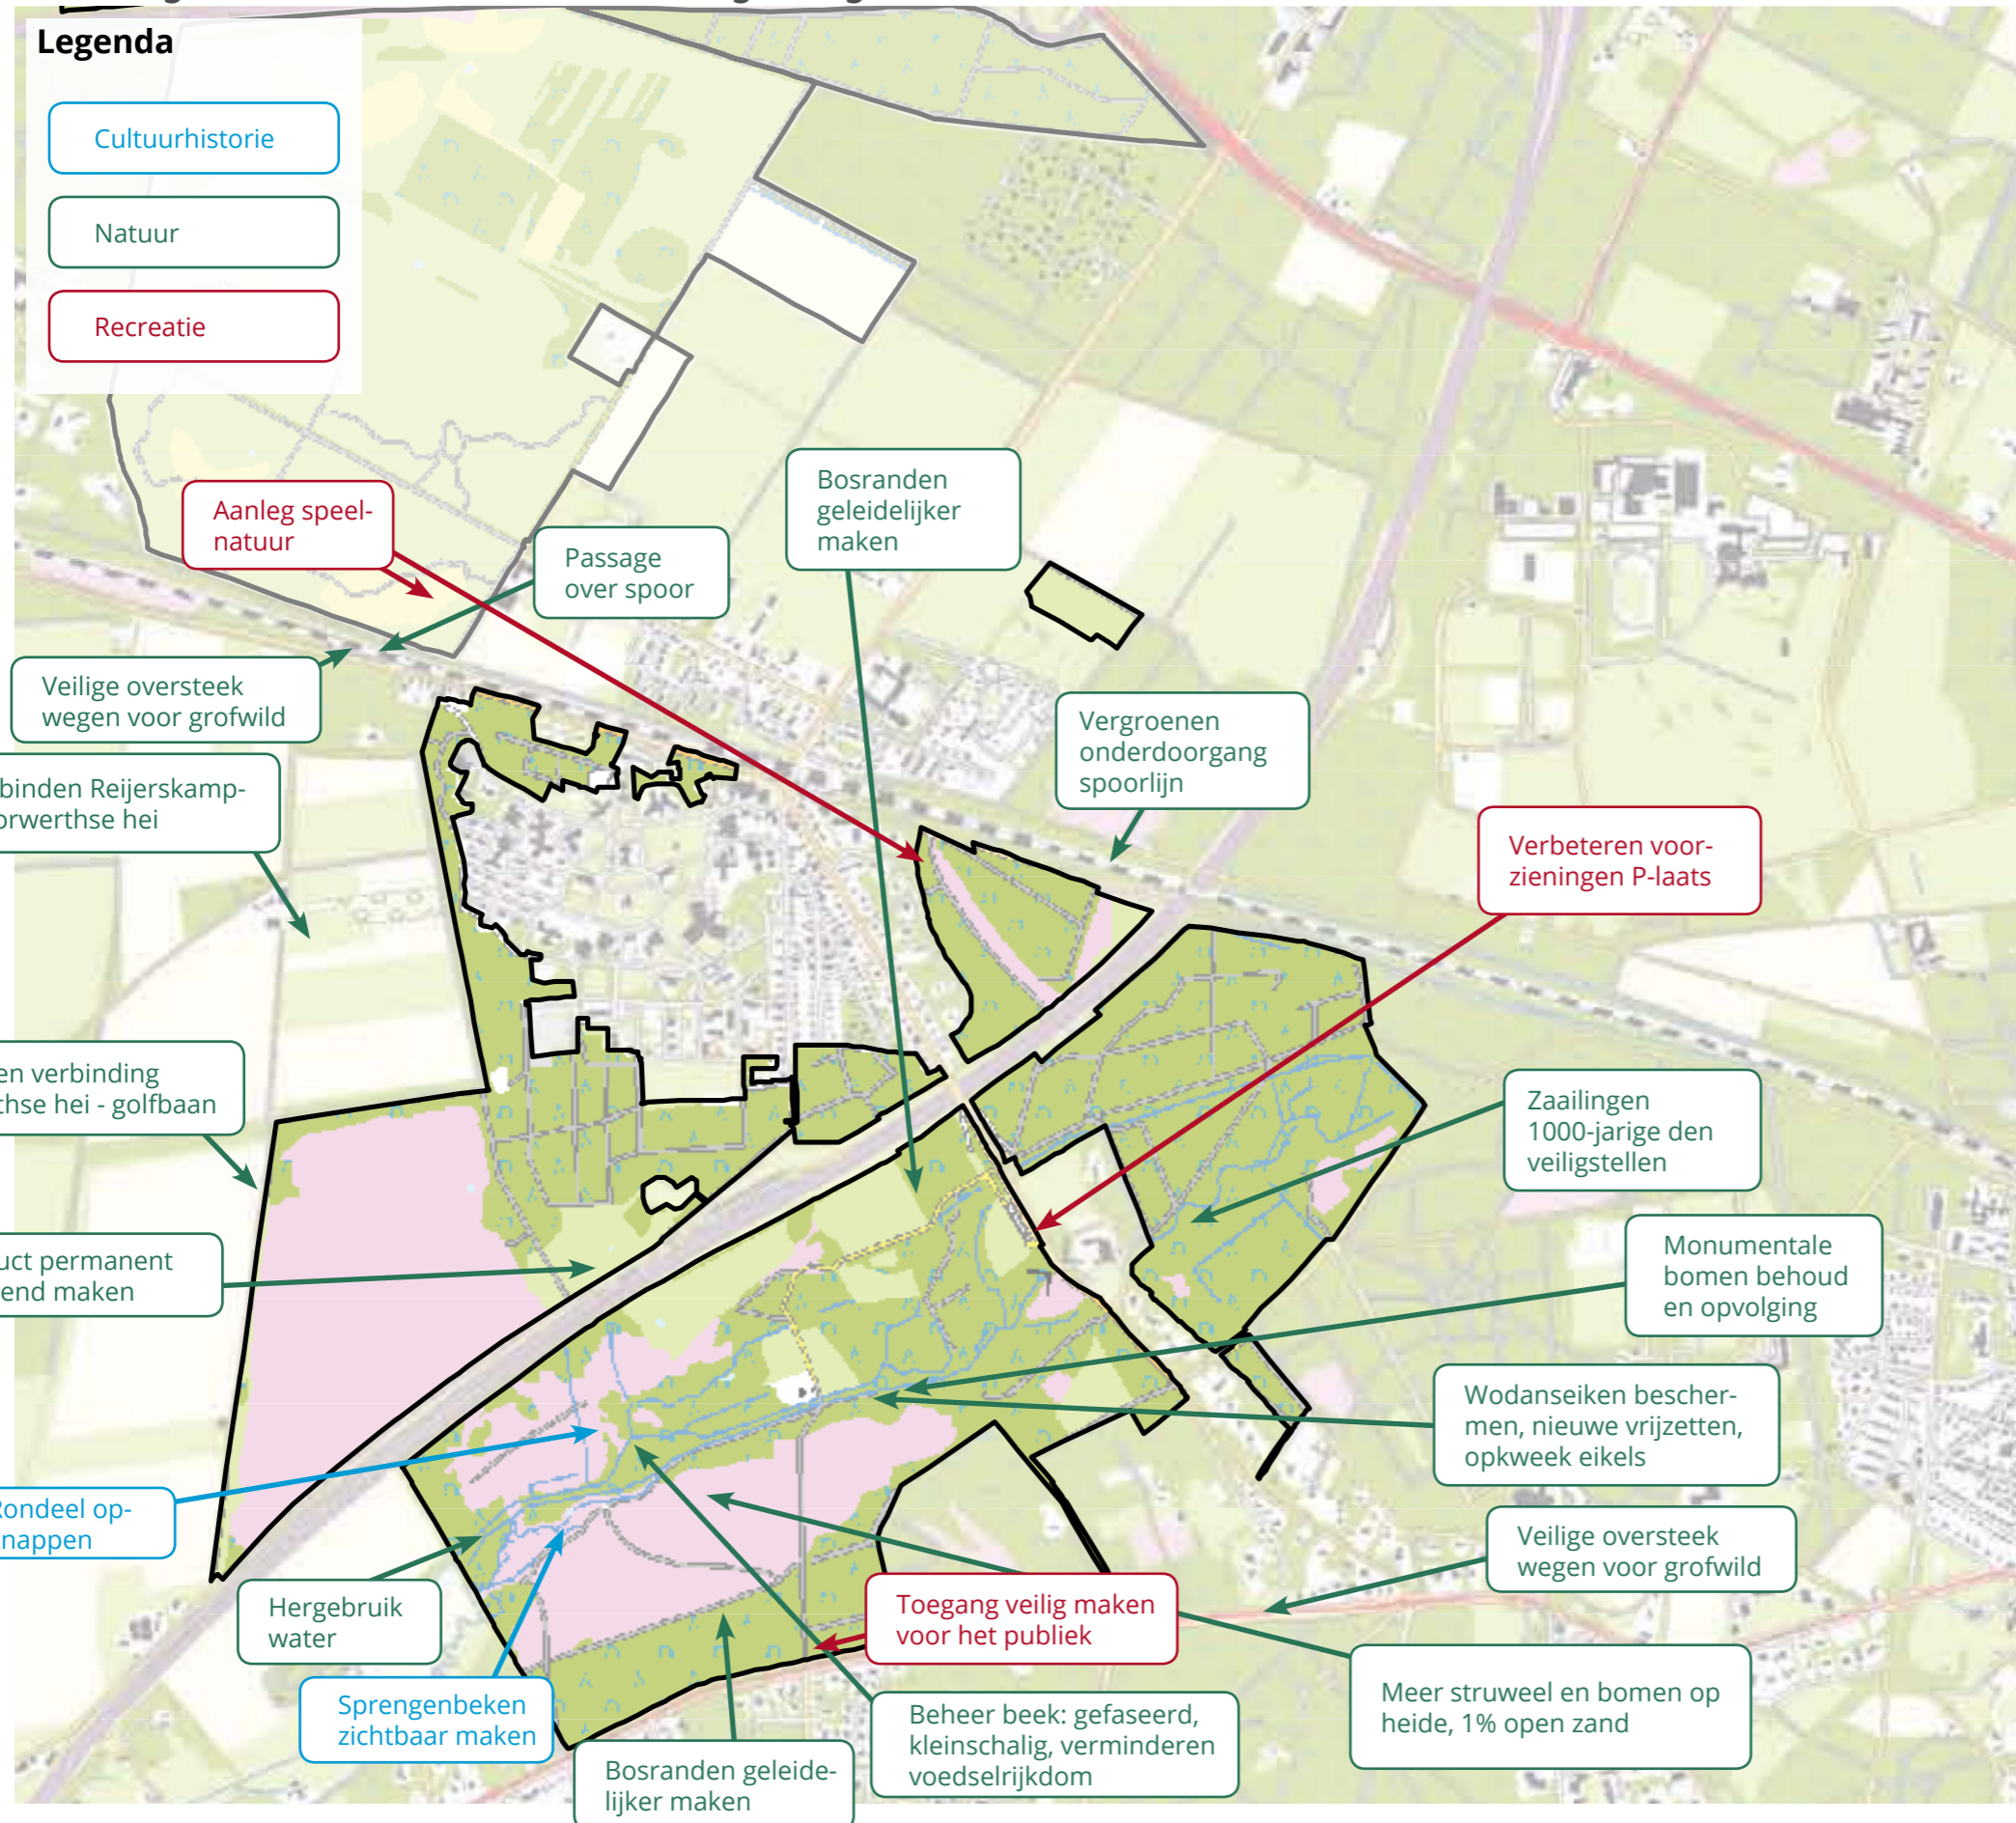 Legenda
Cultuurhistorie
Natuur
Recreatie
Aanleg speel-
natuur
Passage
over spoor
Bosranden
geleidelijker
maken
Veilige oversteek
wegen voor grofwild
Vergroenen
onderdoorgang
spoorlijn
binden Reijerskamp-
orwerthse hei
Verbeteren voor-
zieningen P-laats
en verbinding
thse hei - golfbaan
Zaailingen
1000-jarige den
veiligstellen
uct permanent
end maken
Monumentale
bomen behoud
en opvolging
Wodanseiken bescher-
men, nieuwe vrijzetten,
opkweek eikels
Rondeel op-
nappen
Veilige oversteek
wegen voor grofwild
Hergebruik
water
Toegang veilig maken
voor het publiek
Sprengenbeken
zichtbaar maken
Beheer beek: gefaseerd,
kleinschalig, verminderen
voedselrijkdom
Meer struweel en bomen op
heide, 1% open zand
Bosranden geleide-
lijker maken